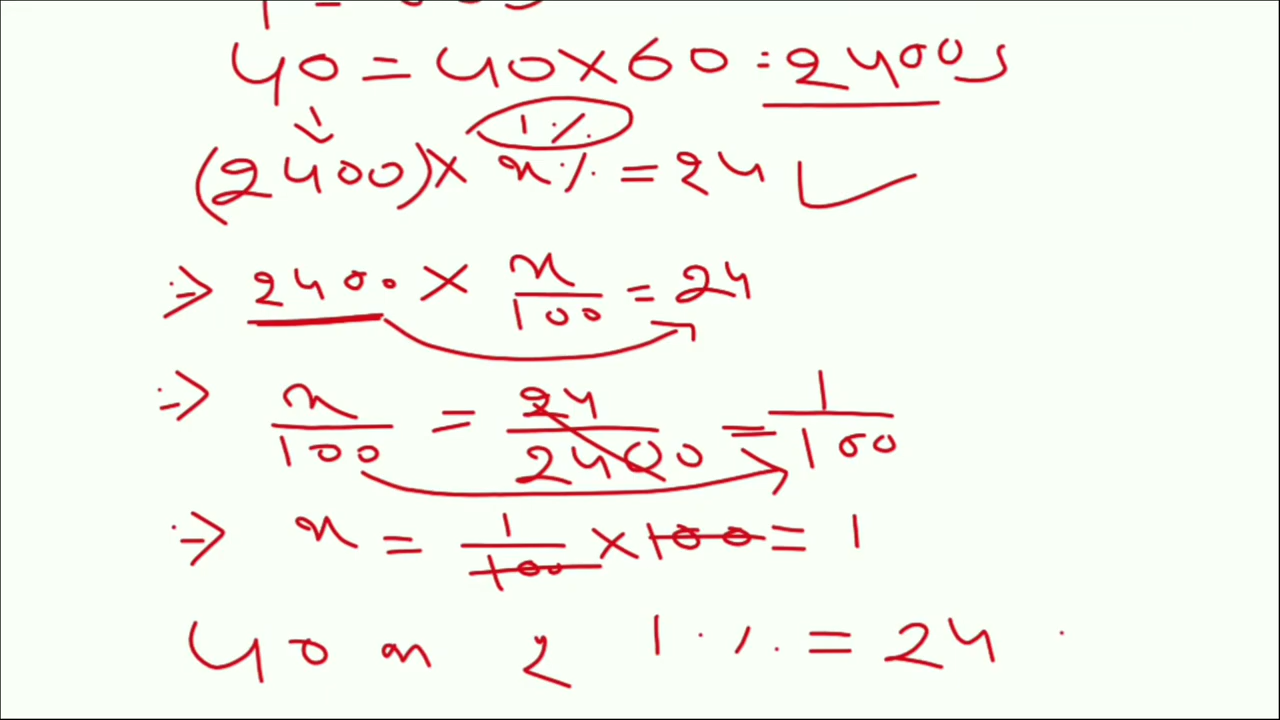 40 = 40 × 60 = 2400s
1%
(2400) × x% = 24
⇒ 2400 × x/100 = 24
⇒ x/100 = 24/2400 = 1/100
⇒ x = 1/100 × 100 = 1
40 1% = 24